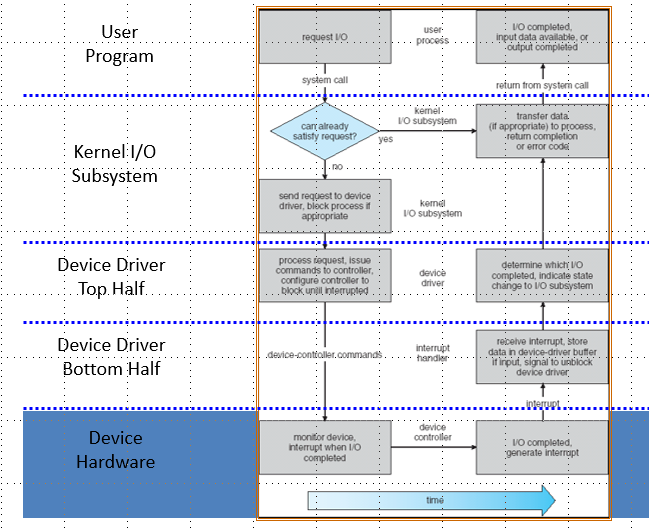 User
Program
request I/O
user
process
I/O completed,
input data available, or
output completed
system call
return from system call
Kernel I/O
Subsystem
can already
satisfy request?
yes
no
kernel
I/O subsystem
transfer data
(if appropriate) to process,
return completion
or error code
send request to device
driver, block process if
appropriate
kernel
I/O subsystem
Device Driver
Top Half
process request, issue
commands to controller,
configure controller to
block until interrupted
device
driver
determine which I/O
completed, indicate state
change to I/O subsystem
Device Driver
Bottom Half
device-controller commands
interrupt
handler
receive interrupt, store
data in device-driver buffer
if input, signal to unblock
device driver
interrupt
Device
Hardware
monitor device,
interrupt when I/O
completed
device
controller
I/O completed,
generate interrupt
time